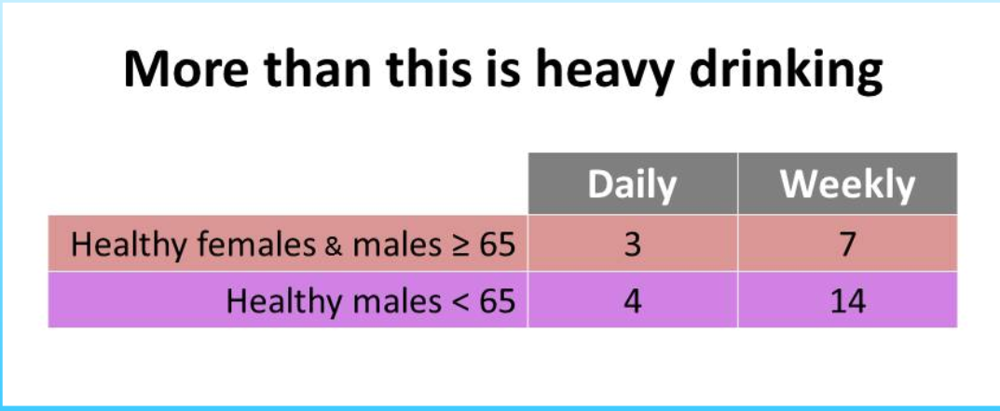 More than this is heavy drinking
Daily Weekly
Healthy females & males ≥ 65 3 7
Healthy males < 65 4 14